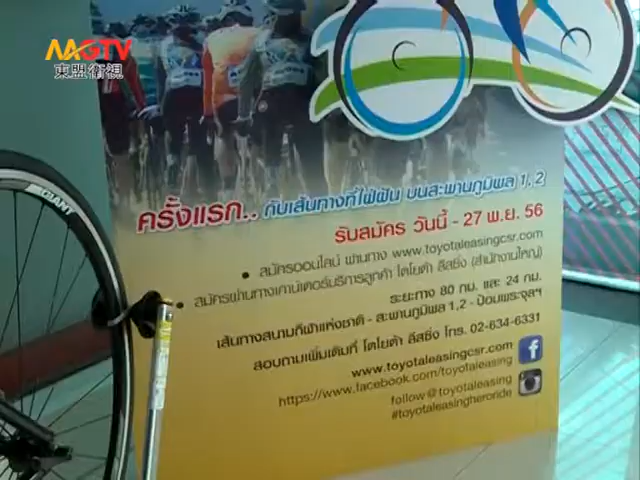 MGTV
東盟衛視
GIANT
ครั้งแรก.. กับเส้นทางที่ใฝ่ฝัน บนสะพานภูมิพล 1, 2
รับสมัคร วันนี้ - 27 พ.ย. 56
• สมัครออนไลน์ ผ่านทาง www.toyotaleasingcsr.com
• สมัครผ่านทางเคาน์เตอร์บริการลูกค้า โตโยต้า ลีสซิ่ง (สำนักงานใหญ่)
ระยะทาง 80 กม. และ 24 กม.
เส้นทางสนามกีฬาแห่งชาติ - สะพานภูมิพล 1,2 - ป้อมพระจุลฯ
สอบถามเพิ่มเติมที่ โตโยต้า ลีสซิ่ง โทร. 02-634-6331
www.toyotaleasingcsr.com
https://www.facebook.com/toyotaleasing
follow@toyotaleasing
#toyotaleasingheroride